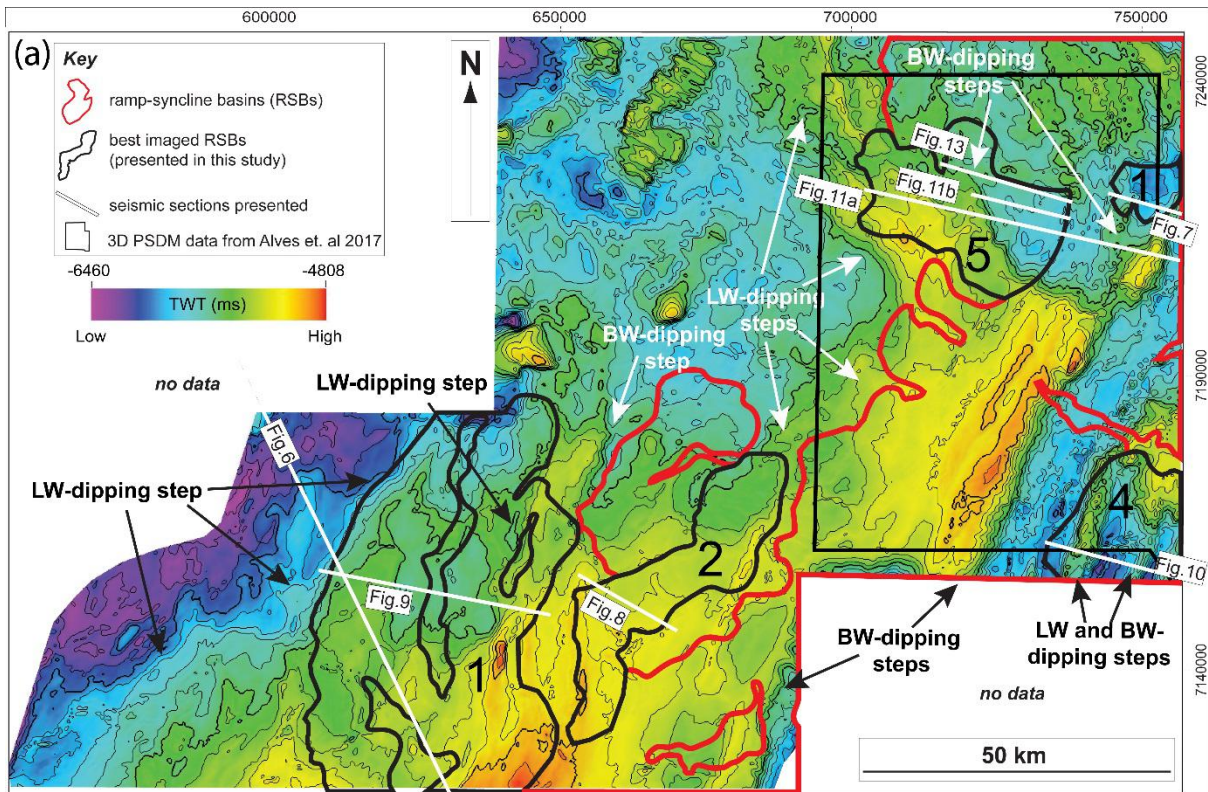 600000
650000
700000
750000
(a)
Key
ramp-syncline basins (RSBs)
best imaged RSBs
(presented in this study)
seismic sections presented
3D PSDM data from Alves et. al 2017
-6460
-4808
TWT (ms)
Low
High
N
BW-dipping
steps
7240000
Fig.13
Fig.11b
Fig.11a
1
Fig.7
5
LW-dipping
steps
BW-dipping
step
no data
LW-dipping step
7190000
Fig.6
LW-dipping step
4
2
Fig.10
Fig.9
Fig.8
1
BW-dipping
steps
LW and BW-
dipping steps
no data
7140000
50 km